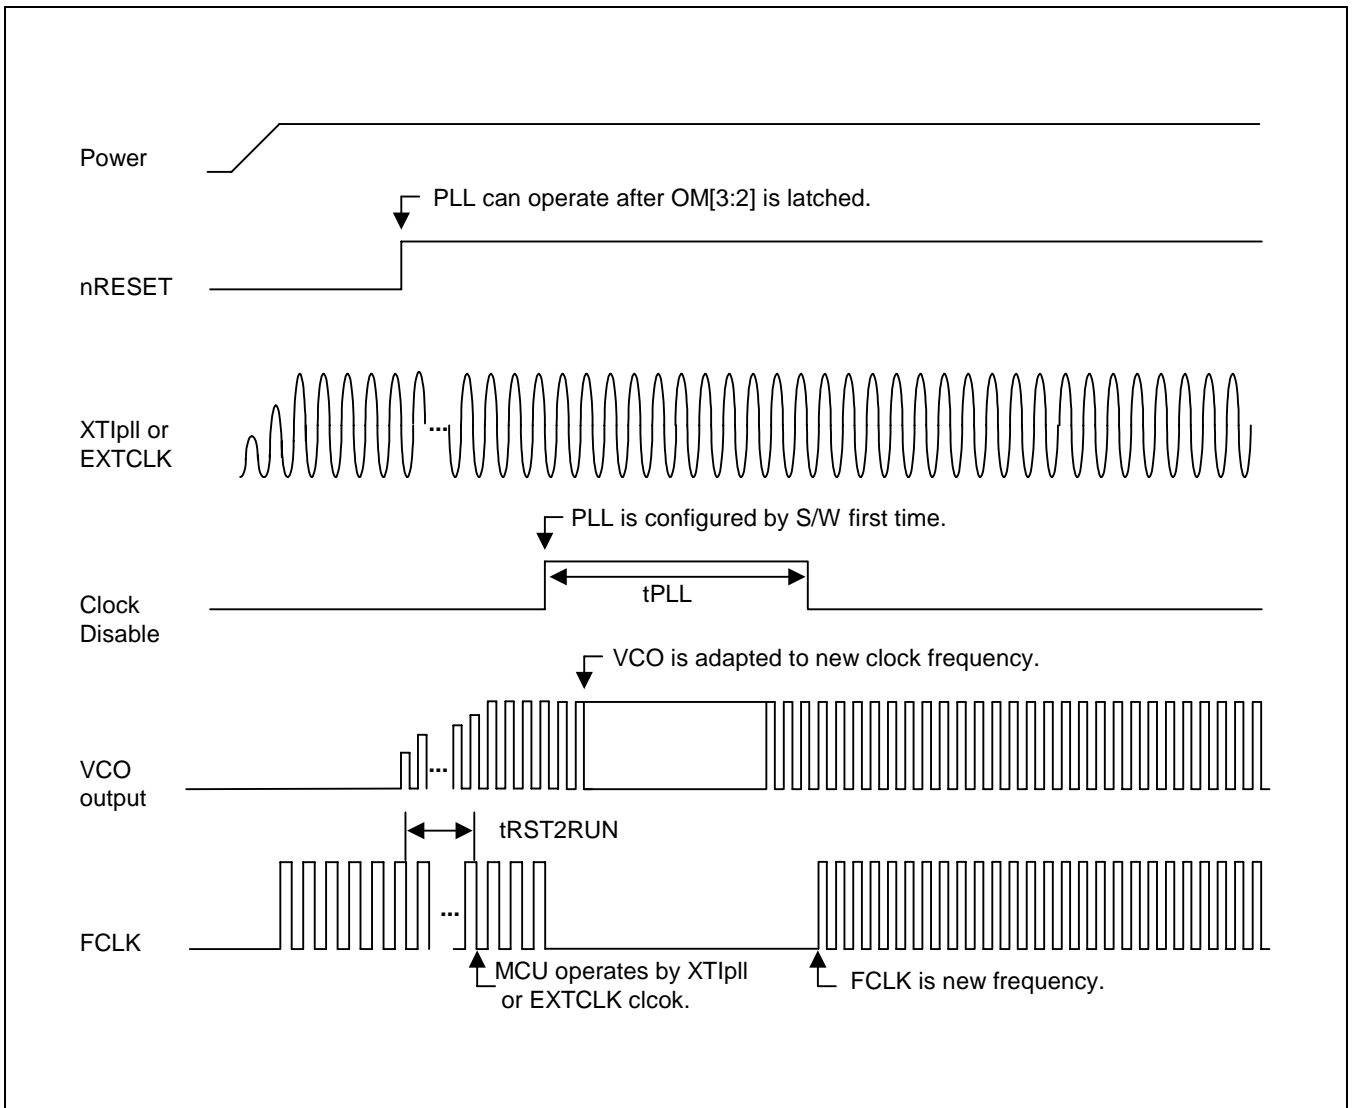 Power
PLL can operate after OM[3:2] is latched.
nRESET
XTIpll or
EXTCLK
...
PLL is configured by S/W first time.
tPLL
Clock
Disable
VCO is adapted to new clock frequency.
...
VCO
output
tRST2RUN
...
FCLK
MCU operates by XTIpll
or EXTCLK clcok.
FCLK is new frequency.